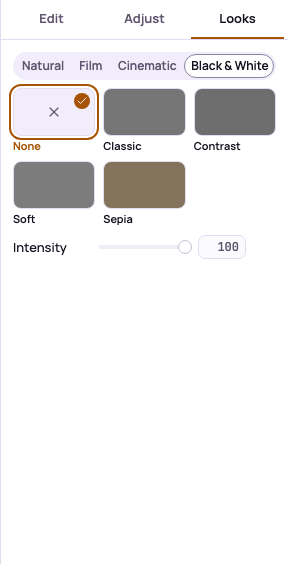 Edit Adjust Looks
Natural Film Cinematic Black & White
None Classic Contrast
Soft Sepia
Intensity 100